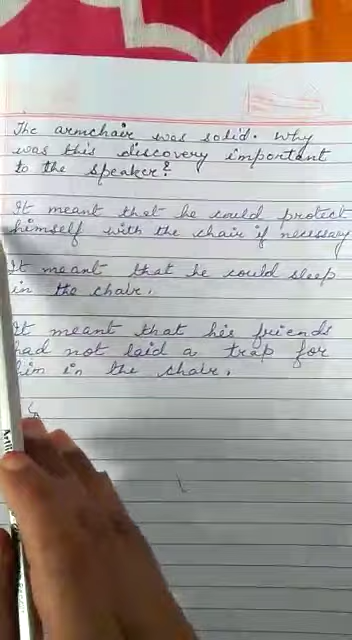 The armchair was solid. Why
was this discovery important
to the speaker?
It meant that he could protect
himself with the chair if necessary
It meant that he could sleep
in the chair.
It meant that his friends
had not laid a trap for
him in the chair.